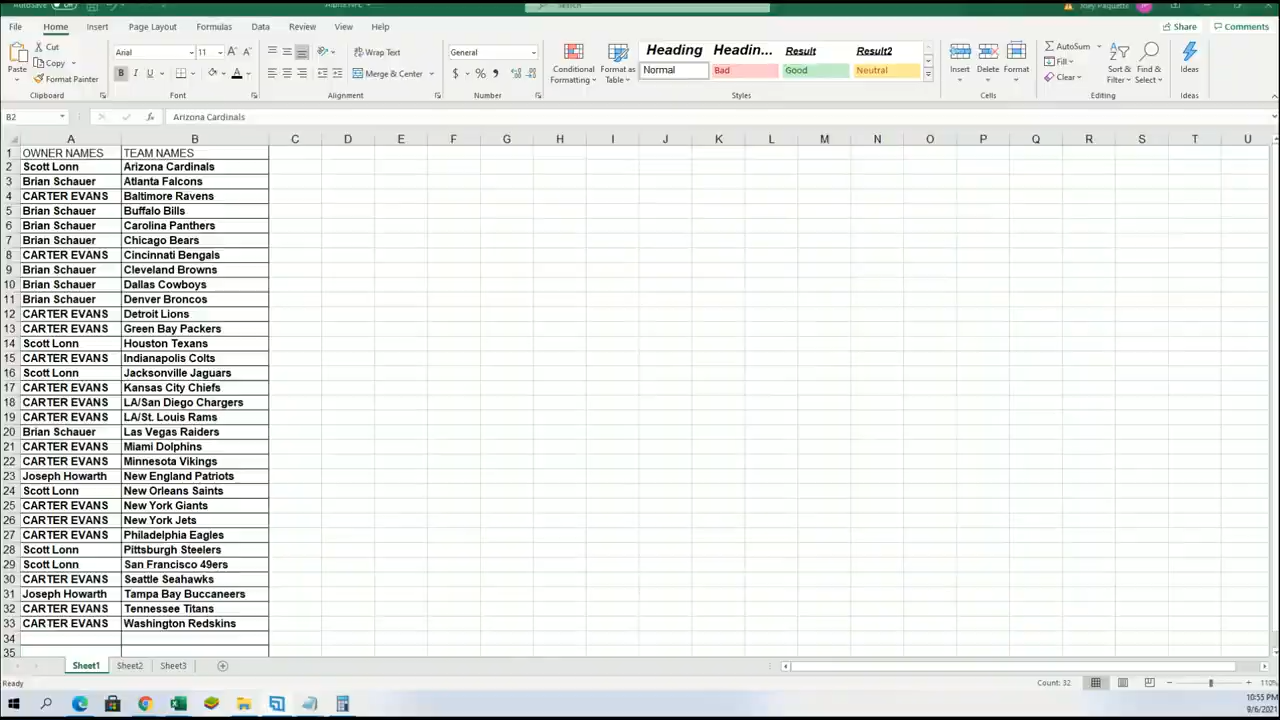 AutoSave
Search
Joey Paquette
File Home Insert Page Layout Formulas Data Review View Help Share Comments
Paste Cut Copy Format Painter Clipboard
Arial 11 B I U Font
Wrap Text Merge & Center Alignment
General $ % Number
Conditional Formatting Format as Table
Heading Headin... Result Result2
Normal Bad Good Neutral
Styles
Insert Delete Format Cells
AutoSum Fill Clear Sort & Filter Find & Select Editing
Ideas Ideas
B2 fx Arizona Cardinals
A B C D E F G H I J K L M N O P Q R S T U
1 OWNER NAMES TEAM NAMES
2 Scott Lonn Arizona Cardinals
3 Brian Schauer Atlanta Falcons
4 CARTER EVANS Baltimore Ravens
5 Brian Schauer Buffalo Bills
6 Brian Schauer Carolina Panthers
7 Brian Schauer Chicago Bears
8 CARTER EVANS Cincinnati Bengals
9 Brian Schauer Cleveland Browns
10 Brian Schauer Dallas Cowboys
11 Brian Schauer Denver Broncos
12 CARTER EVANS Detroit Lions
13 CARTER EVANS Green Bay Packers
14 Scott Lonn Houston Texans
15 CARTER EVANS Indianapolis Colts
16 Scott Lonn Jacksonville Jaguars
17 CARTER EVANS Kansas City Chiefs
18 CARTER EVANS LA/San Diego Chargers
19 CARTER EVANS LA/St. Louis Rams
20 Brian Schauer Las Vegas Raiders
21 CARTER EVANS Miami Dolphins
22 CARTER EVANS Minnesota Vikings
23 Joseph Howarth New England Patriots
24 Scott Lonn New Orleans Saints
25 CARTER EVANS New York Giants
26 CARTER EVANS New York Jets
27 CARTER EVANS Philadelphia Eagles
28 Scott Lonn Pittsburgh Steelers
29 Scott Lonn San Francisco 49ers
30 CARTER EVANS Seattle Seahawks
31 Joseph Howarth Tampa Bay Buccaneers
32 CARTER EVANS Tennessee Titans
33 CARTER EVANS Washington Redskins
34
35
Sheet1 Sheet2 Sheet3
Ready Count: 32 110%
10:55 PM
9/6/2021